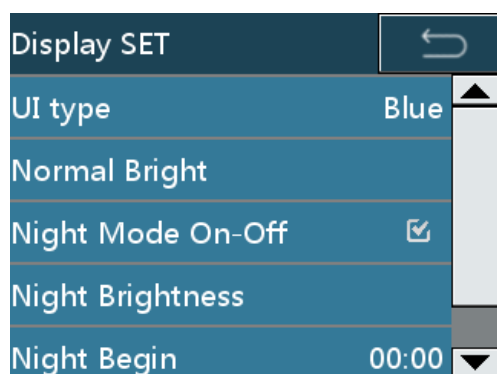 Display SET
UI type Blue
Normal Bright
Night Mode On-Off
Night Brightness
Night Begin 00:00